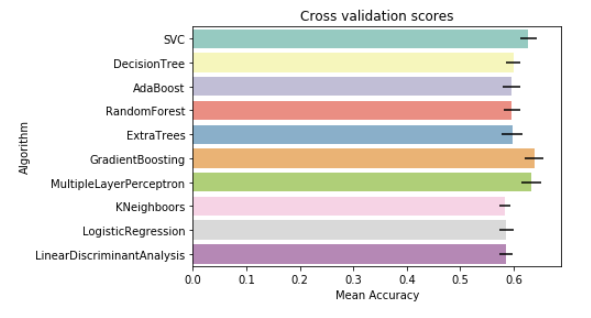 Cross validation scores
Algorithm
SVC
DecisionTree
AdaBoost
RandomForest
ExtraTrees
GradientBoosting
MultipleLayerPerceptron
KNeighboors
LogisticRegression
LinearDiscriminantAnalysis
0.0 0.1 0.2 0.3 0.4 0.5 0.6
Mean Accuracy